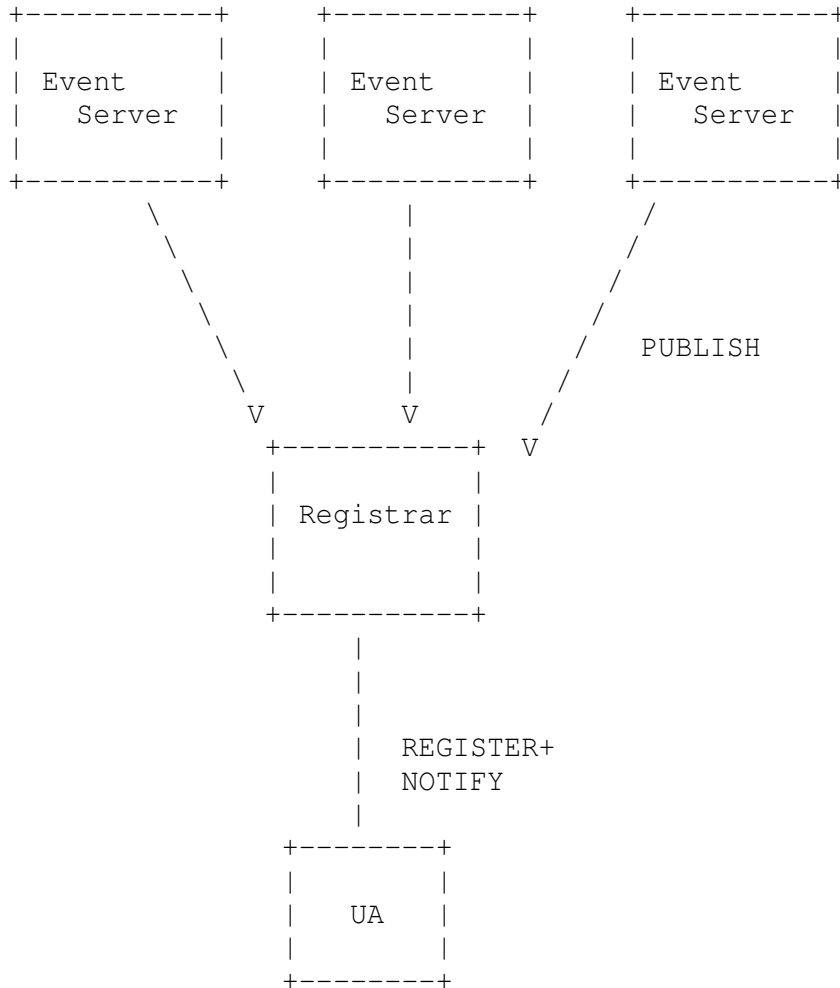 Event Event Event
Server Server Server
PUBLISH
V V
V
Registrar
REGISTER+
NOTIFY
UA